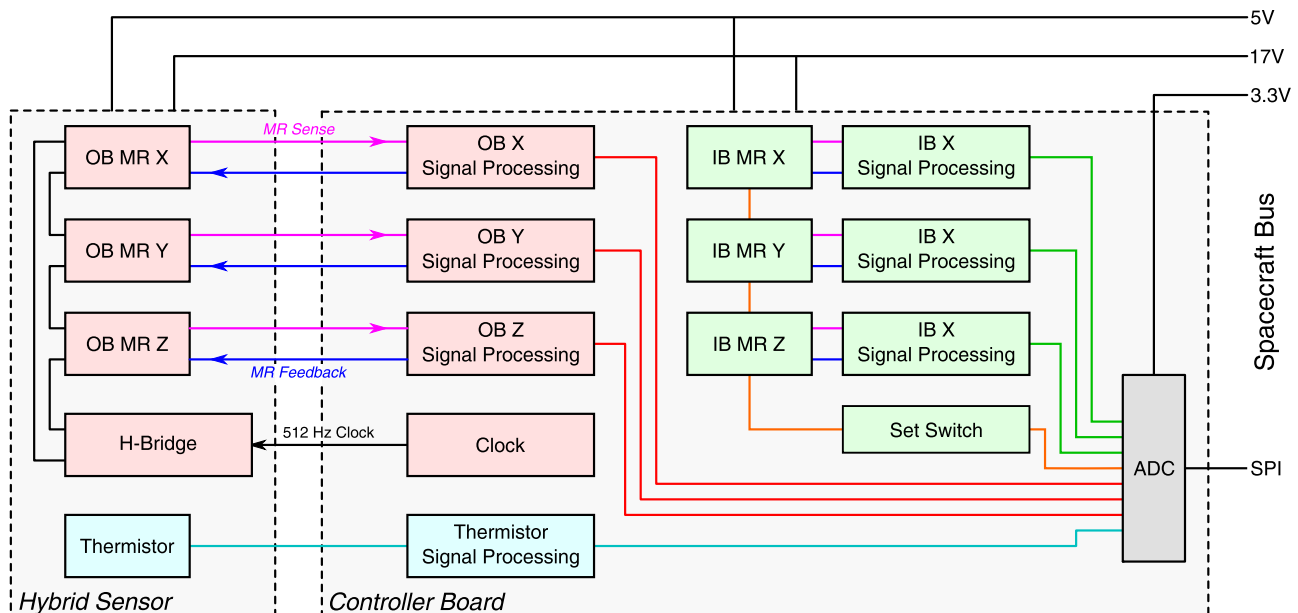 5V
17V
3.3V
MR Sense
OB MR X
OB X
Signal Processing
IB MR X
IB X
Signal Processing
OB MR Y
OB Y
Signal Processing
IB MR Y
IB X
Signal Processing
OB MR Z
OB Z
Signal Processing
IB MR Z
IB X
Signal Processing
MR Feedback
Spacecraft Bus
H-Bridge
512 Hz Clock
Clock
Set Switch
ADC
SPI
Thermistor
Thermistor
Signal Processing
Hybrid Sensor
Controller Board